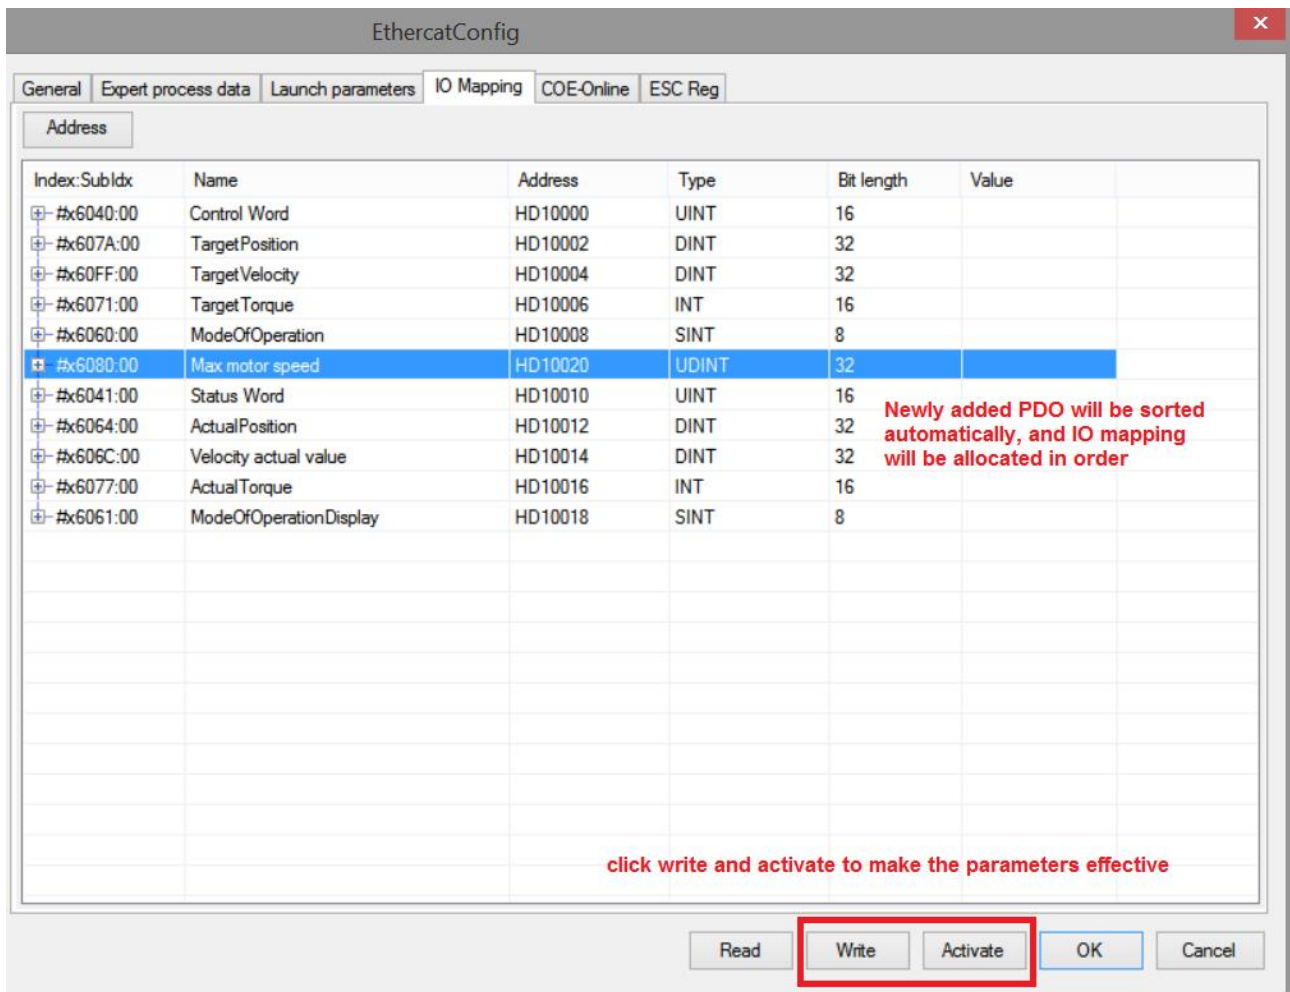 EthercatConfig
General Expert process data Launch parameters IO Mapping COE-Online ESC Reg
Address
Index:SubIdx Name Address Type Bit length Value
#x6040:00 Control Word HD10000 UINT 16
#x607A:00 TargetPosition HD10002 DINT 32
#x60FF:00 TargetVelocity HD10004 DINT 32
#x6071:00 TargetTorque HD10006 INT 16
#x6060:00 ModeOfOperation HD10008 SINT 8
#x6080:00 Max motor speed HD10020 UDINT 32
#x6041:00 Status Word HD10010 UINT 16
#x6064:00 ActualPosition HD10012 DINT 32
#x606C:00 Velocity actual value HD10014 DINT 32
#x6077:00 ActualTorque HD10016 INT 16
#x6061:00 ModeOfOperationDisplay HD10018 SINT 8
Newly added PDO will be sorted
automatically, and IO mapping
will be allocated in order
click write and activate to make the parameters effective
Read Write Activate OK Cancel